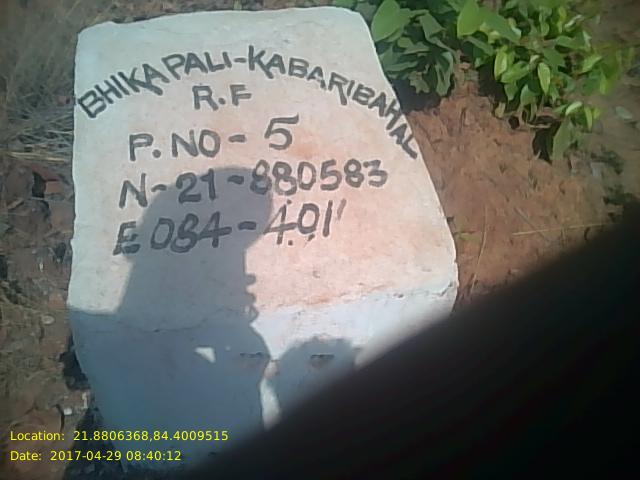 BHIKAPALI-KABARIBAHAL
R.F
P.NO-5
N-21-880583
E084-4.01"
Location: 21.8806368,84.4009515
Date: 2017-04-29 08:40:12